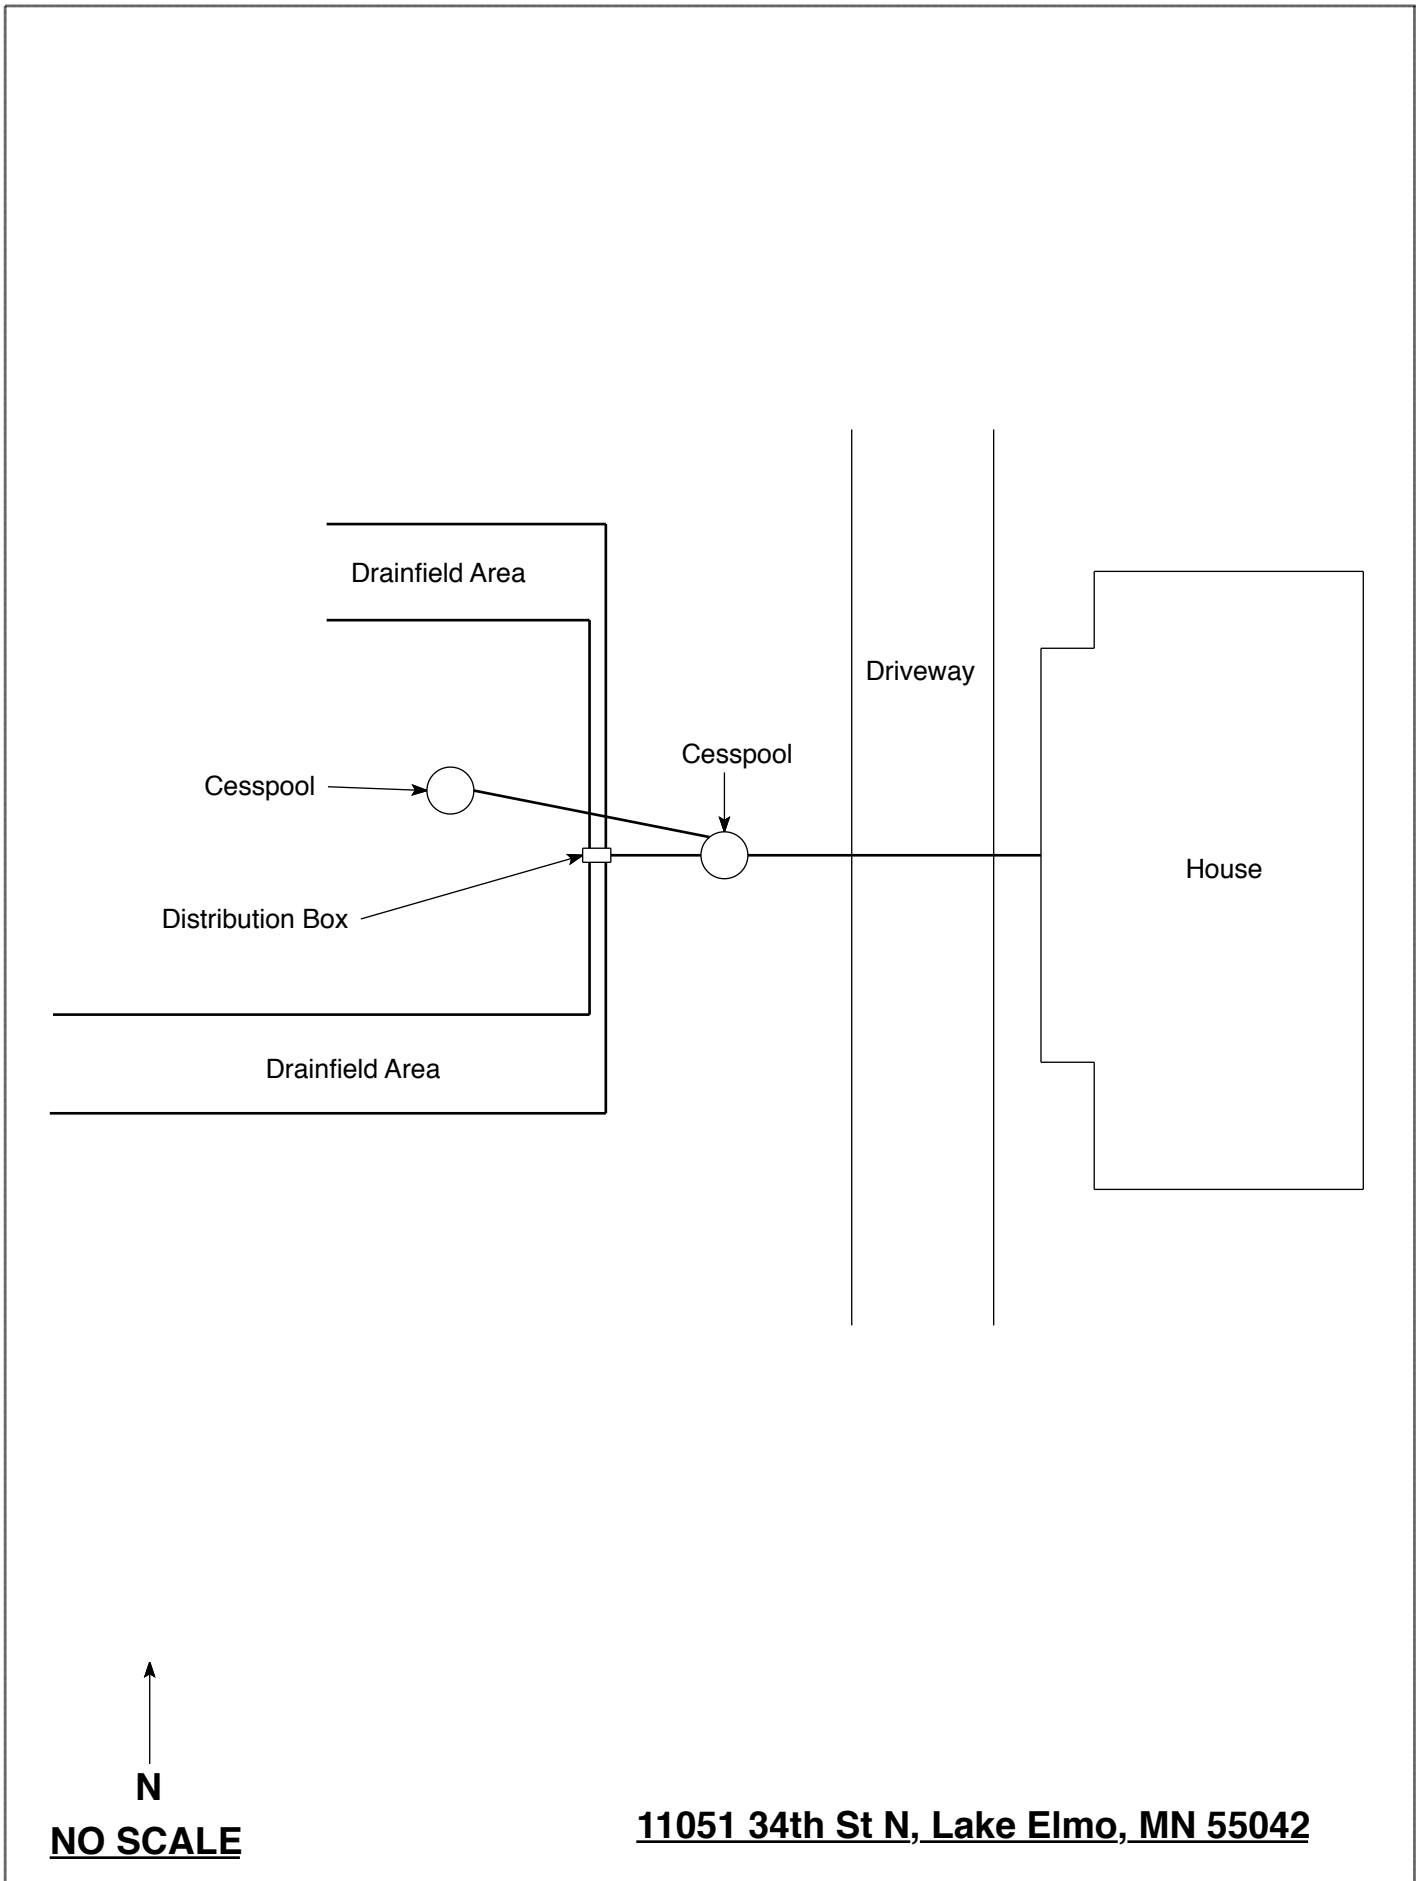 Drainfield Area
Driveway
Cesspool
Cesspool
House
Distribution Box
Drainfield Area
N
NO SCALE
11051 34th St N, Lake Elmo, MN 55042